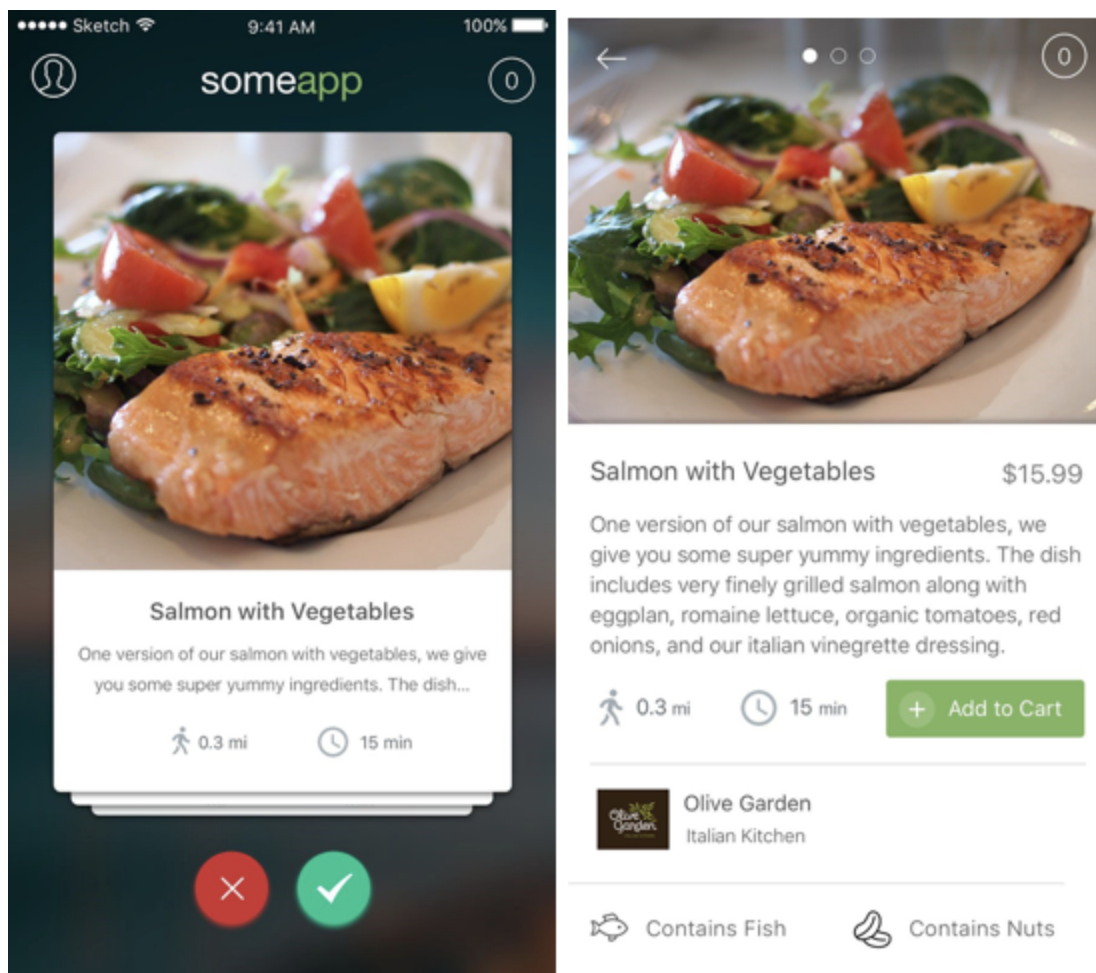 Sketch
9:41 AM
100%
someapp
0
Salmon with Vegetables
One version of our salmon with vegetables, we give
you some super yummy ingredients. The dish...
0.3 mi
15 min
0
Salmon with Vegetables
$15.99
One version of our salmon with vegetables, we
give you some super yummy ingredients. The dish
includes very finely grilled salmon along with
eggplan, romaine lettuce, organic tomatoes, red
onions, and our italian vinegrette dressing.
0.3 mi
15 min
+ Add to Cart
Olive
Garden
Olive Garden
Italian Kitchen
Contains Fish
Contains Nuts